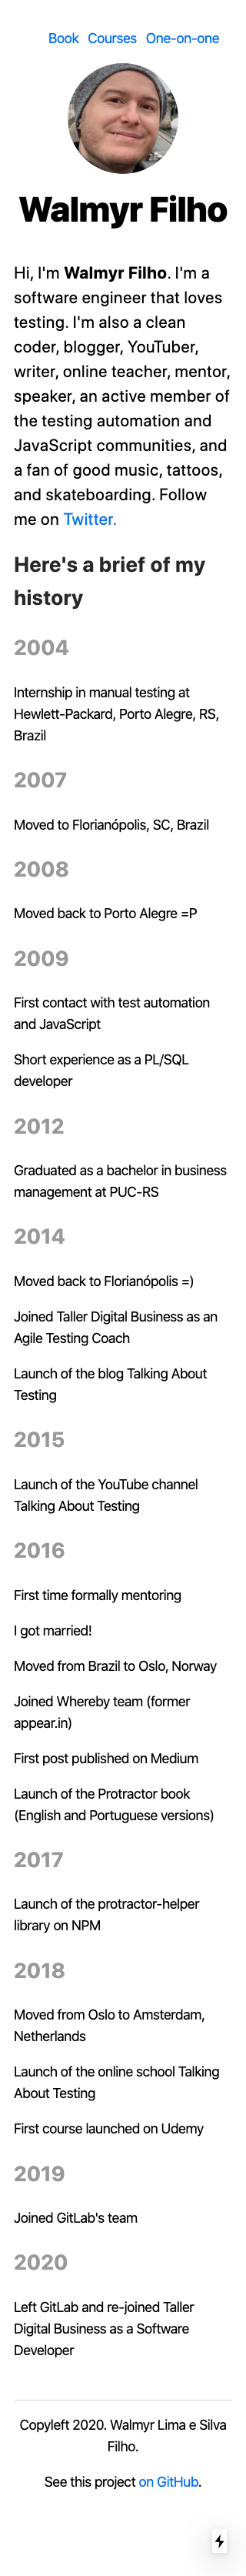 Book Courses One-on-one
Walmyr Filho
Hi, I'm Walmyr Filho. I'm a
software engineer that loves
testing. I'm also a clean
coder, blogger, YouTuber,
writer, online teacher, mentor,
speaker, an active member of
the testing automation and
JavaScript communities, and
a fan of good music, tattoos,
and skateboarding. Follow
me on Twitter.
Here's a brief of my
history
2004
Internship in manual testing at
Hewlett-Packard, Porto Alegre, RS,
Brazil
2007
Moved to Florianópolis, SC, Brazil
2008
Moved back to Porto Alegre =P
2009
First contact with test automation
and JavaScript
Short experience as a PL/SQL
developer
2012
Graduated as a bachelor in business
management at PUC-RS
2014
Moved back to Florianópolis =)
Joined Taller Digital Business as an
Agile Testing Coach
Launch of the blog Talking About
Testing
2015
Launch of the YouTube channel
Talking About Testing
2016
First time formally mentoring
I got married!
Moved from Brazil to Oslo, Norway
Joined Whereby team (former
appear.in)
First post published on Medium
Launch of the Protractor book
(English and Portuguese versions)
2017
Launch of the protractor-helper
library on NPM
2018
Moved from Oslo to Amsterdam,
Netherlands
Launch of the online school Talking
About Testing
First course launched on Udemy
2019
Joined GitLab's team
2020
Left GitLab and re-joined Taller
Digital Business as a Software
Developer
Copyleft 2020. Walmyr Lima e Silva
Filho.
See this project on GitHub.